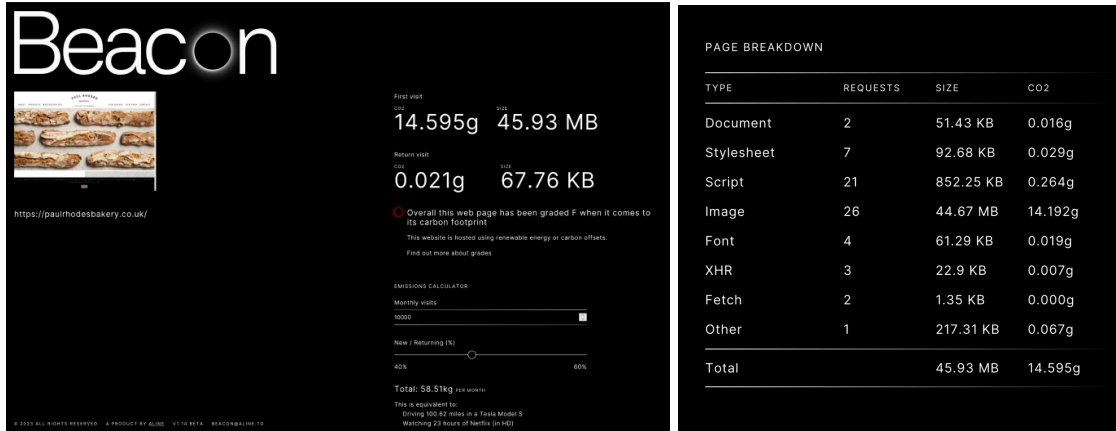 Beacon
PAUL RHODES
https://paulrhodesbakery.co.uk/
First visit
CO2 SIZE
14.595g 45.93 MB
Return visit
CO2 SIZE
0.021g 67.76 KB
Overall this web page has been graded F when it comes to
its carbon footprint
This website is hosted using renewable energy or carbon offsets.
Find out more about grades
EMISSIONS CALCULATOR
Monthly visits
10000
New / Returning (%)
40% 60%
Total: 58.51kg PER MONTH
This is equivalent to:
Driving 100.62 miles in a Tesla Model S
Watching 23 hours of Netflix (in HD)
© 2023 ALL RIGHTS RESERVED A PRODUCT BY ALINE V1.14 BETA BEACON@ALINE.TO
PAGE BREAKDOWN
TYPE REQUESTS SIZE CO2
Document 2 51.43 KB 0.016g
Stylesheet 7 92.68 KB 0.029g
Script 21 852.25 KB 0.264g
Image 26 44.67 MB 14.192g
Font 4 61.29 KB 0.019g
XHR 3 22.9 KB 0.007g
Fetch 2 1.35 KB 0.000g
Other 1 217.31 KB 0.067g
Total 45.93 MB 14.595g